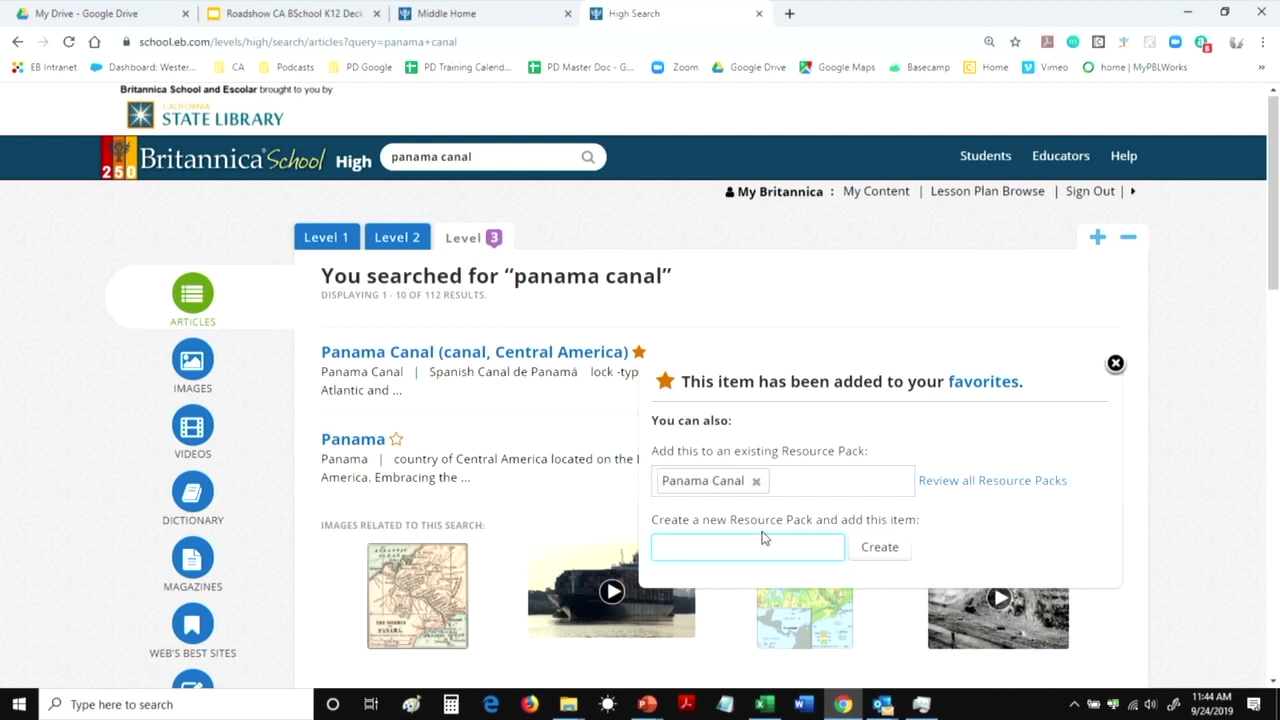 My Drive - Google Drive
Roadshow CA BSchool K12 Deck
Middle Home
High Search
school.eb.com/levels/high/search/articles?query=panama+canal
EB Intranet
Dashboard: Wester...
CA
Podcasts
PD Google
PD Training Calend...
PD Master Doc - G...
Zoom
Google Drive
Google Maps
Basecamp
Home
Vimeo
home | MyPBLWorks
»
Britannica School and Escolar brought to you by
CALIFORNIA
STATE LIBRARY
250
Britannica School High
panama canal
Students
Educators
Help
My Britannica : My Content | Lesson Plan Browse | Sign Out |
Level 1
Level 2
Level 3
You searched for “panama canal”
DISPLAYING 1 - 10 OF 112 RESULTS.
ARTICLES
IMAGES
VIDEOS
DICTIONARY
MAGAZINES
WEB'S BEST SITES
Panama Canal (canal, Central America)
Panama Canal | Spanish Canal de Panamá lock -typ
Atlantic and ...
Panama
Panama | country of Central America located on the
America. Embracing the ...
IMAGES RELATED TO THIS SEARCH:
This item has been added to your favorites.
You can also:
Add this to an existing Resource Pack:
Panama Canal
Review all Resource Packs
Create a new Resource Pack and add this item:
Create
Type here to search
11:44 AM
9/24/2019